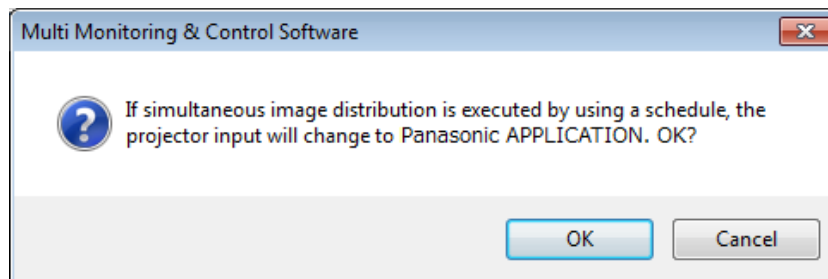 Multi Monitoring & Control Software
If simultaneous image distribution is executed by using a schedule, the
projector input will change to Panasonic APPLICATION. OK?
OK
Cancel